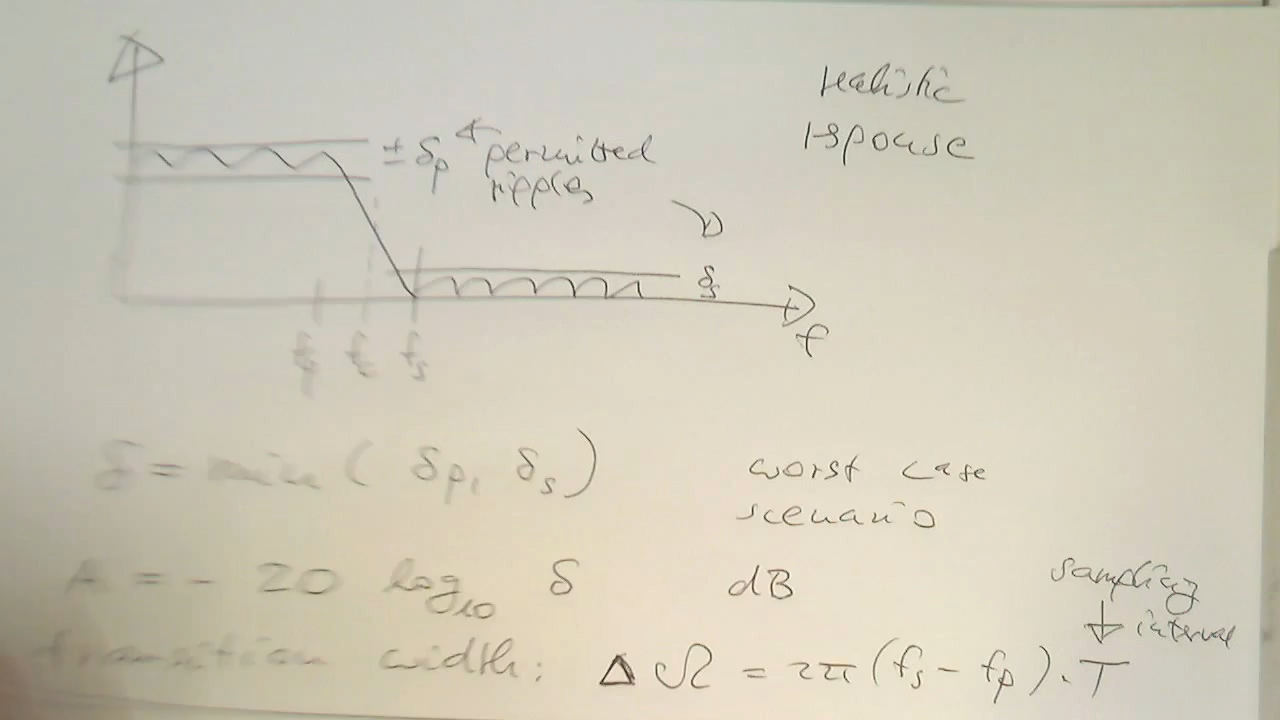 realistic
rsponse
± δp ← permitted
ripples
δs
f
fp fc fs
δ = min ( δp, δs )
worst case
scenario
A = - 20 log10 δ dB
sampling
↓ interval
transition width: ΔΩ = 2π (fs - fp) · T